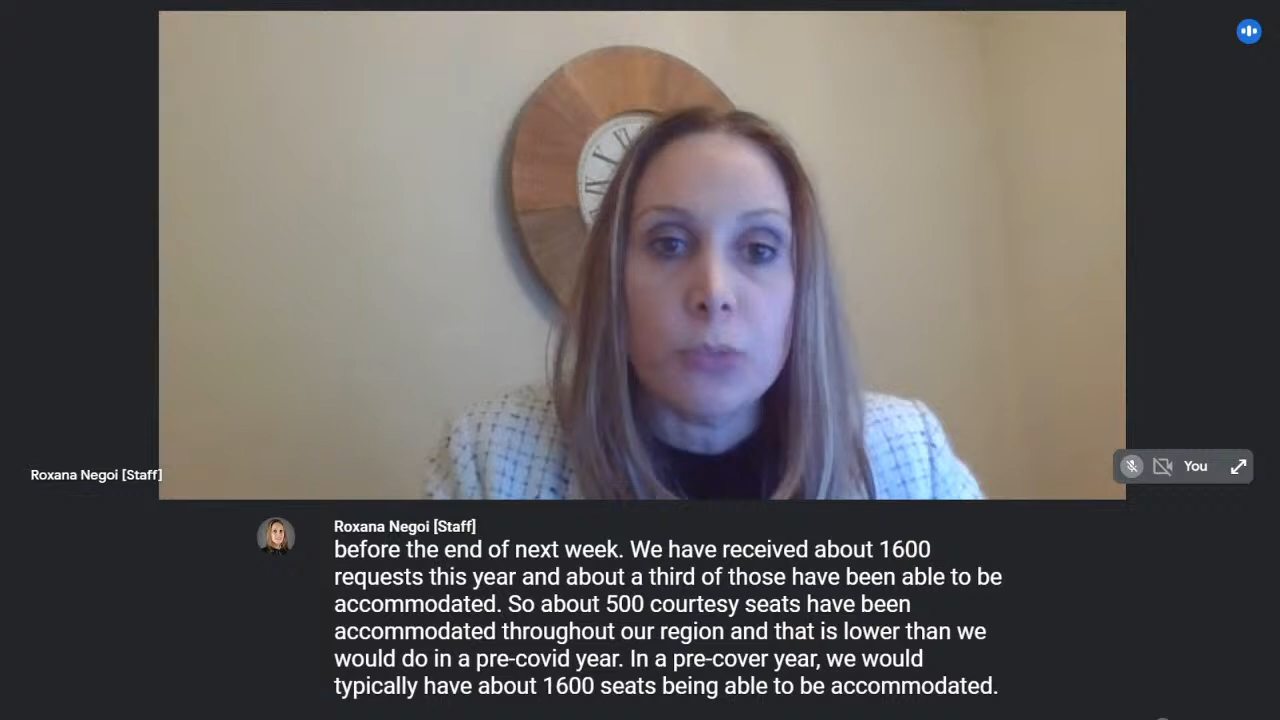 Roxana Negoi [Staff]
You
Roxana Negoi [Staff]
before the end of next week. We have received about 1600
requests this year and about a third of those have been able to be
accommodated. So about 500 courtesy seats have been
accommodated throughout our region and that is lower than we
would do in a pre-covid year. In a pre-cover year, we would
typically have about 1600 seats being able to be accommodated.